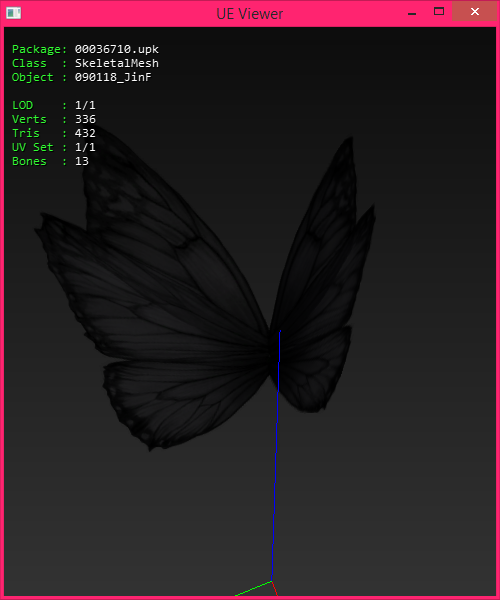 UE Viewer
Package: 00036710.upk
Class : SkeletalMesh
Object : 090118_JinF
LOD : 1/1
Verts : 336
Tris : 432
UV Set : 1/1
Bones : 13